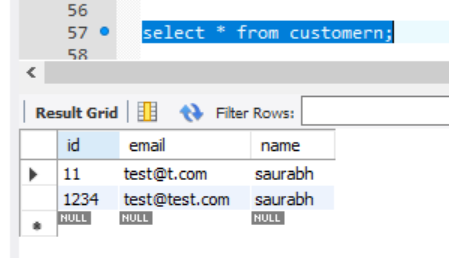 56
57 select * from customern;
58
Result Grid Filter Rows:
id email name
11 test@t.com saurabh
1234 test@test.com saurabh
NULL NULL NULL